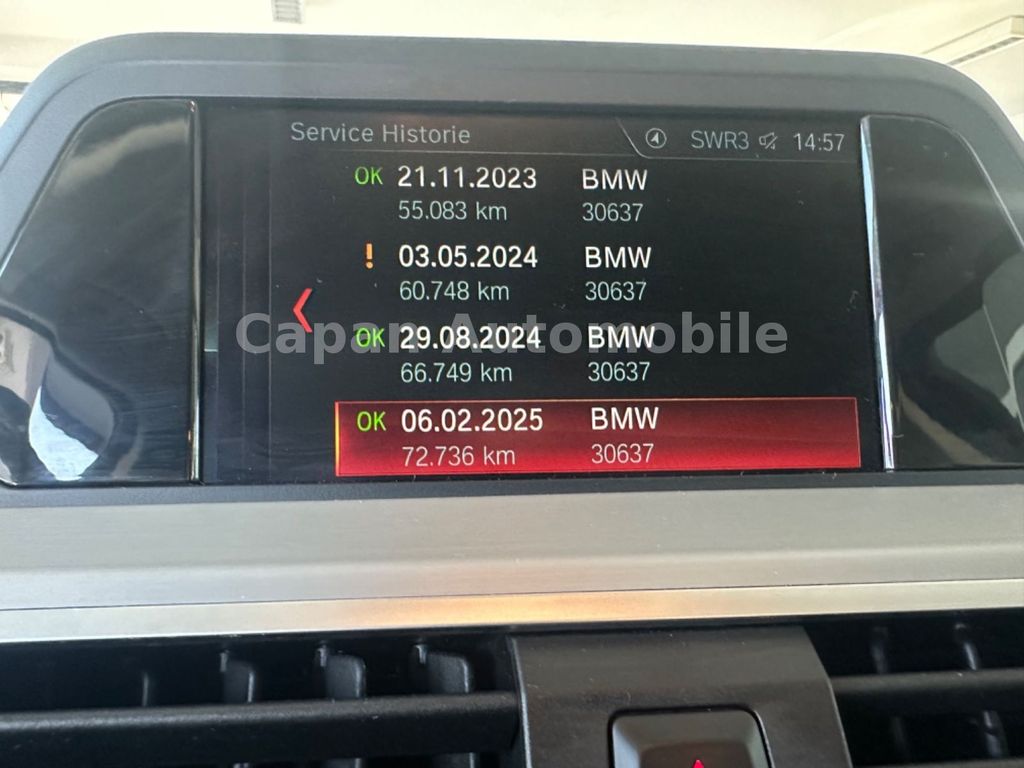 Service Historie SWR3 14:57
OK 21.11.2023 BMW
55.083 km 30637
! 03.05.2024 BMW
60.748 km 30637
Capan Automobile
OK 29.08.2024 BMW
66.749 km 30637
OK 06.02.2025 BMW
72.736 km 30637